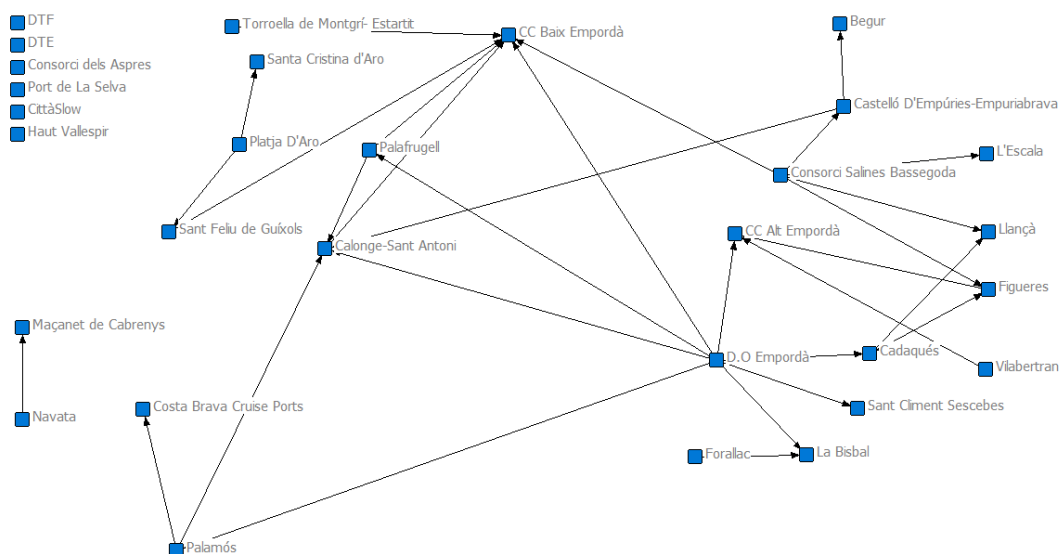 DTF
DTE
Consorci dels Aspres
Port de La Selva
CittàSlow
Haut Vallespir
Torroella de Montgrí- Estartit
CC Baix Empordà
Begur
Santa Cristina d'Aro
Castelló D'Empúries-Empuriabrava
Platja D'Aro
Palafrugell
L'Escala
Consorci Salines Bassegoda
Sant Feliu de Guíxols
Calonge-Sant Antoni
CC Alt Empordà
Llançà
Figueres
Maçanet de Cabrenys
D.O Empordà
Cadaqués
Vilabertran
Costa Brava Cruise Ports
Sant Climent Sescebes
Navata
Forallac
La Bisbal
Palamós